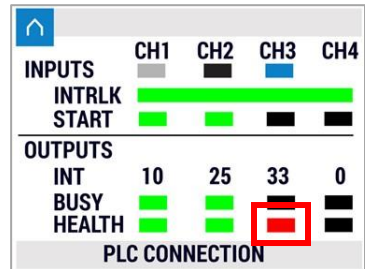 CH1 CH2 CH3 CH4
INPUTS
INTRLK
START
OUTPUTS
INT 10 25 33 0
BUSY
HEALTH
PLC CONNECTION